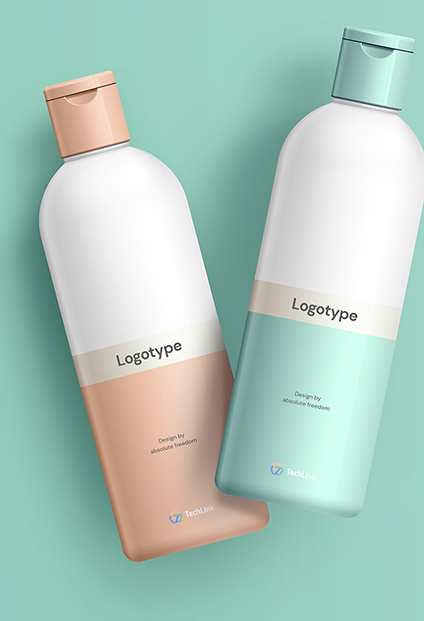 Logotype
Design by
absolute freedom
TechLink
Logotype
Design by
absolute freedom
TechLink